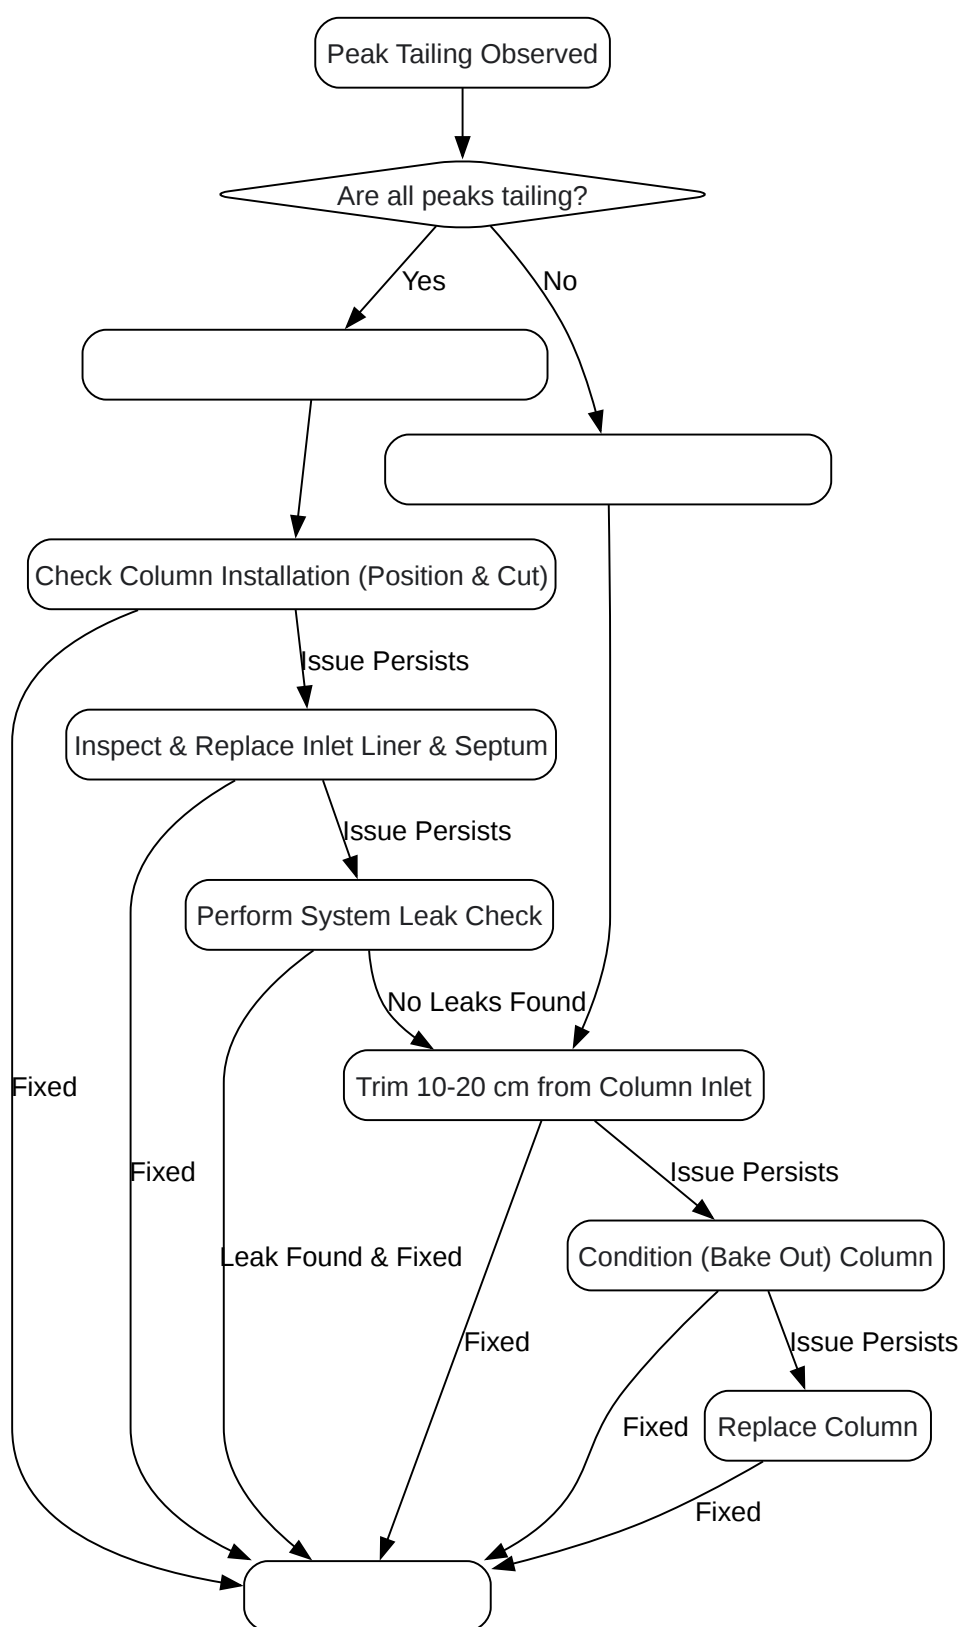 Peak Tailing Observed
Are all peaks tailing?
Yes
No
Check Column Installation (Position & Cut)
Issue Persists
Inspect & Replace Inlet Liner & Septum
Issue Persists
Perform System Leak Check
No Leaks Found
Trim 10-20 cm from Column Inlet
Fixed
Fixed
Issue Persists
Leak Found & Fixed
Condition (Bake Out) Column
Fixed
Issue Persists
Fixed
Replace Column
Fixed